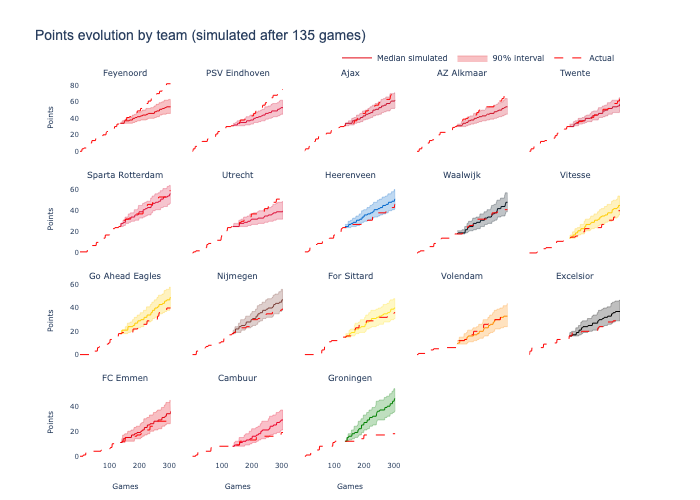 Points evolution by team (simulated after 135 games)
Median simulated 90% interval Actual
Feyenoord PSV Eindhoven Ajax AZ Alkmaar Twente
80
60
40
20
0
Points
Sparta Rotterdam Utrecht Heerenveen Waalwijk Vitesse
60
40
20
0
Points
Go Ahead Eagles Nijmegen For Sittard Volendam Excelsior
60
40
20
0
Points
FC Emmen Cambuur Groningen
40
20
0
Points
100 200 300 100 200 300 100 200 300
Games Games Games